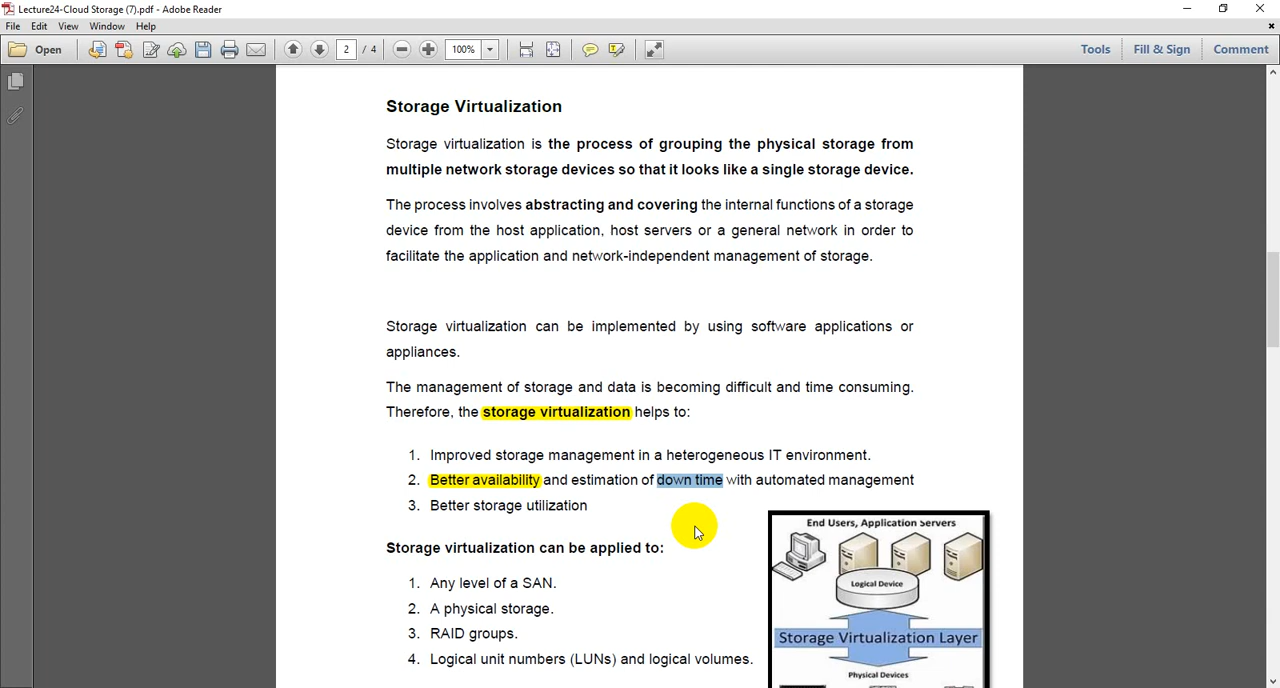 Lecture24-Cloud Storage (7).pdf - Adobe Reader
File Edit View Window Help
Open 2 / 4 100% Tools Fill & Sign Comment
Storage Virtualization
Storage virtualization is the process of grouping the physical storage from
multiple network storage devices so that it looks like a single storage device.
The process involves abstracting and covering the internal functions of a storage
device from the host application, host servers or a general network in order to
facilitate the application and network-independent management of storage.
Storage virtualization can be implemented by using software applications or
appliances.
The management of storage and data is becoming difficult and time consuming.
Therefore, the storage virtualization helps to:
1. Improved storage management in a heterogeneous IT environment.
2. Better availability and estimation of down time with automated management
3. Better storage utilization
Storage virtualization can be applied to:
1. Any level of a SAN.
2. A physical storage.
3. RAID groups.
4. Logical unit numbers (LUNs) and logical volumes.
End Users, Application Servers
Logical Device
Storage Virtualization Layer
Physical Devices